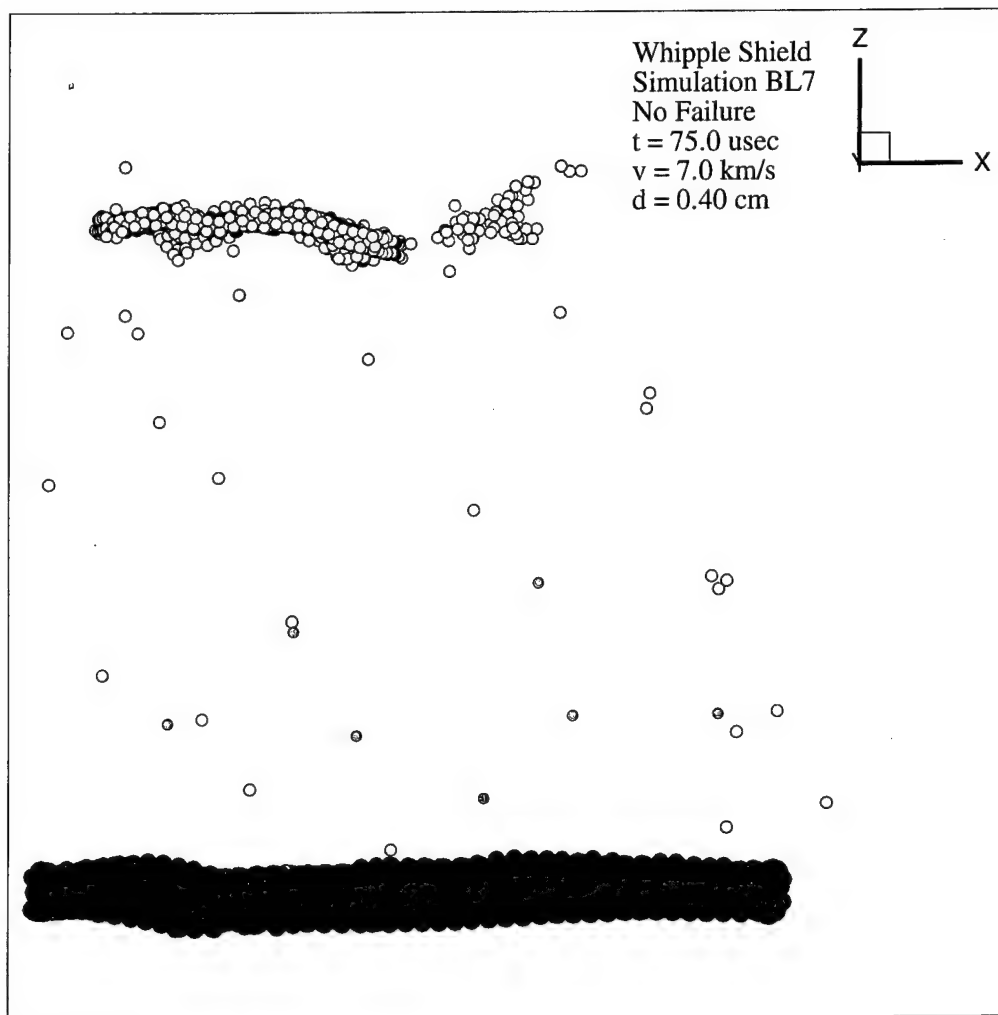 Whipple Shield
Simulation BL7
No Failure
t = 75.0 usec
v = 7.0 km/s
d = 0.40 cm
Z
Y
X